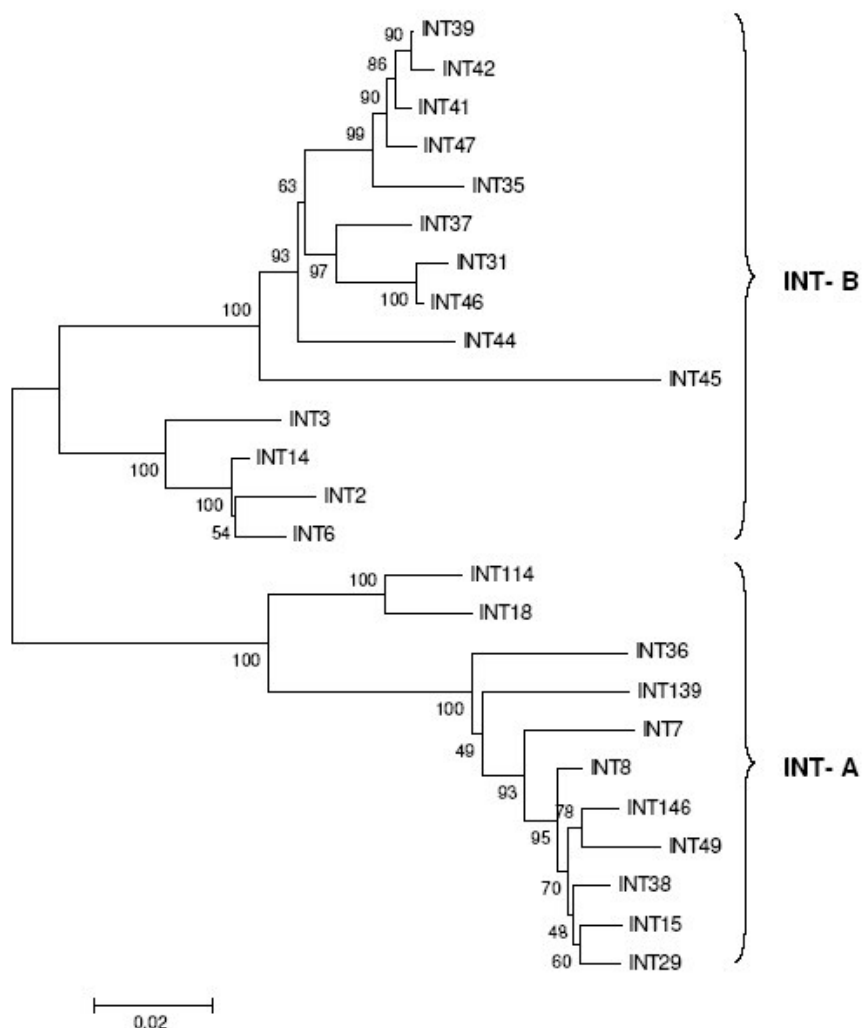 INT39
90
INT42
86
INT41
90
INT47
99
INT35
63
INT37
93
INT31
97
100
INT46
100
INT44
INT45
INT3
INT14
100
INT2
100
54
INT6
INT- B
INT114
100
INT18
100
INT36
INT139
100
INT7
49
INT8
93
INT146
78
95
INT49
70
INT38
48
INT15
60
INT29
INT- A
0.02